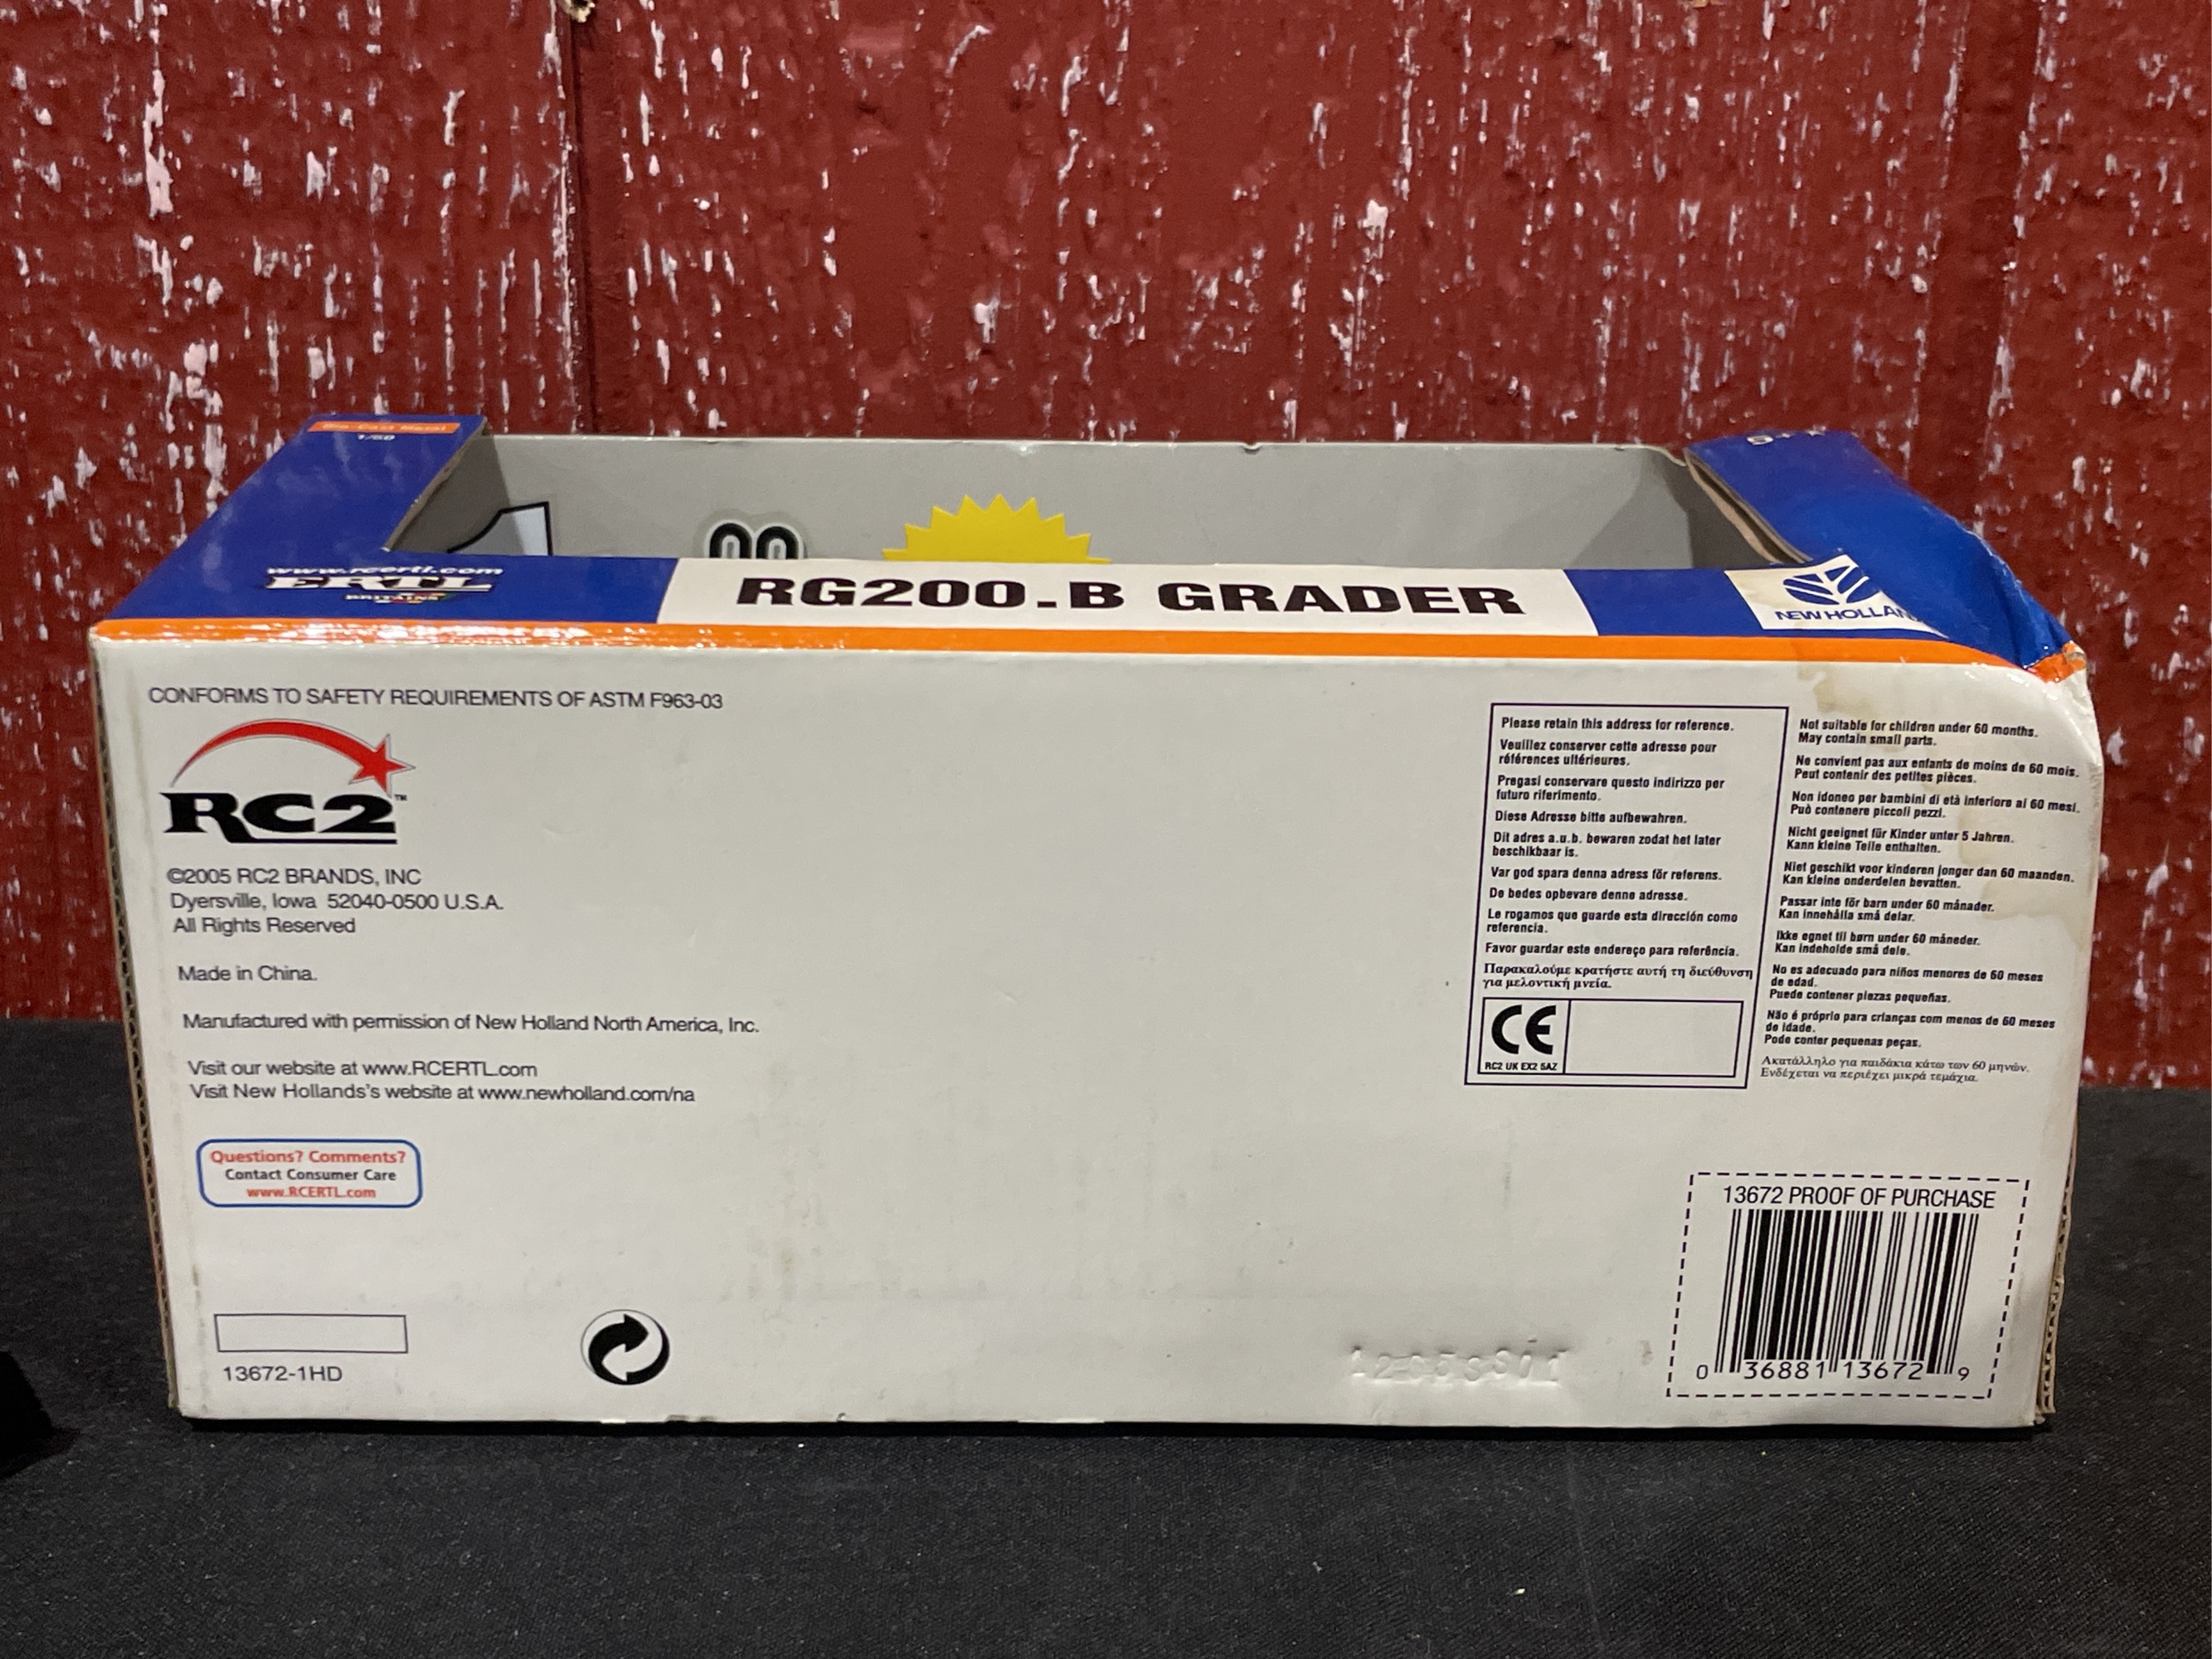 Die-Cast Metal
1/50
5+
www.rcertl.com
ERTL
BRITAINS
RG200.B GRADER
NEW HOLLAN
CONFORMS TO SAFETY REQUIREMENTS OF ASTM F963-03
RC2™
©2005 RC2 BRANDS, INC
Dyersville, Iowa 52040-0500 U.S.A.
All Rights Reserved
Made in China.
Manufactured with permission of New Holland North America, Inc.
Visit our website at www.RCERTL.com
Visit New Hollands's website at www.newholland.com/na
Questions? Comments?
Contact Consumer Care
www.RCERTL.com
13672-1HD
Please retain this address for reference.
Veuillez conserver cette adresse pour
références ultérieures.
Pregasi conservare questo indirizzo per
futuro riferimento.
Diese Adresse bitte aufbewahren.
Dit adres a.u.b. bewaren zodat het later
beschikbaar is.
Var god spara denna adress för referens.
De bedes opbevare denne adresse.
Le rogamos que guarde esta dirección como
referencia.
Favor guardar este endereço para referência.
Παρακαλούμε κρατήστε αυτή τη διεύθυνση
για μελοντική μνεία.
CE
RC2 UK EX2 5AZ
Not suitable for children under 60 months.
May contain small parts.
Ne convient pas aux enfants de moins de 60 mois.
Peut contenir des petites pièces.
Non idoneo per bambini di età inferiore ai 60 mesi.
Può contenere piccoli pezzi.
Nicht geeignet für Kinder unter 5 Jahren.
Kann kleine Teile enthalten.
Niet geschikt voor kinderen jonger dan 60 maanden.
Kan kleine onderdelen bevatten.
Passar inte för barn under 60 månader.
Kan innehålla små delar.
Ikke egnet til børn under 60 måneder.
Kan indeholde små dele.
No es adecuado para niños menores de 60 meses
de edad.
Puede contener piezas pequeñas.
Não é próprio para crianças com menos de 60 meses
de idade.
Pode conter pequenas peças.
Ακατάλληλο για παιδάκια κάτω των 60 μηνών.
Ενδέχεται να περιέχει μικρά τεμάχια.
13672 PROOF OF PURCHASE
0 36881 13672 9